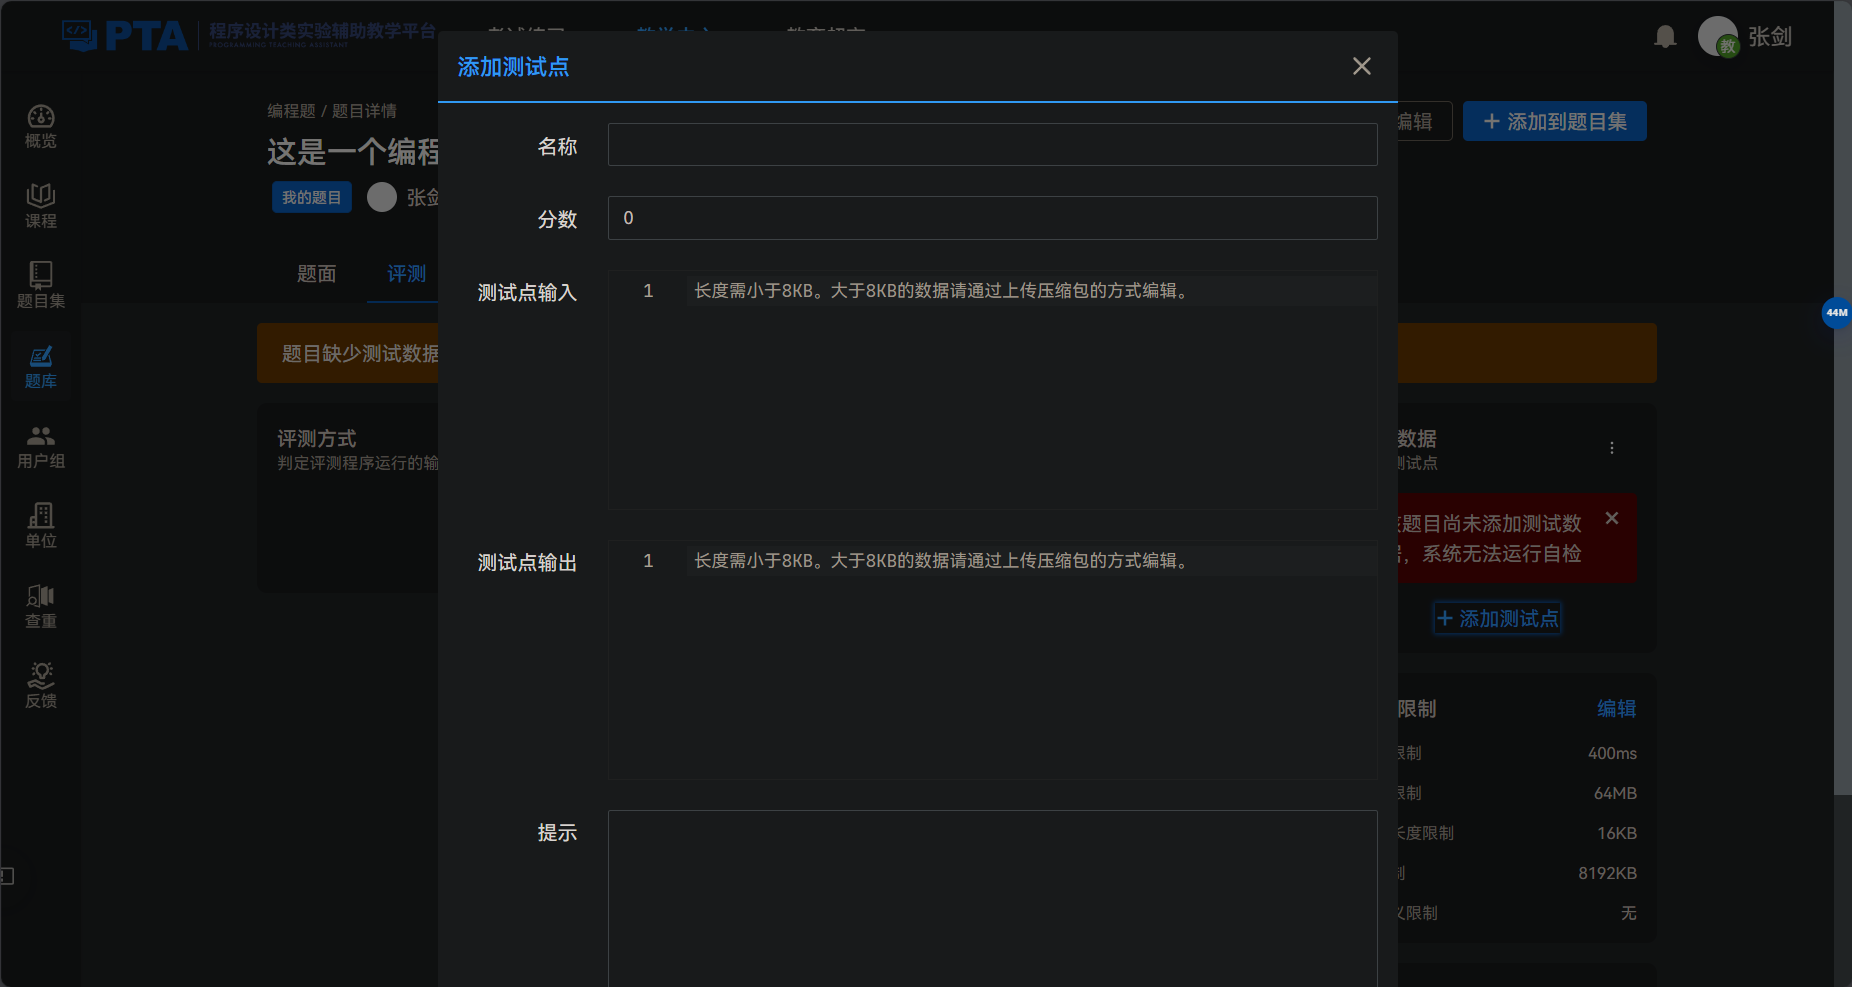 PTA 程序设计类实验辅助教学平台
PROGRAMMING TEACHING ASSISTANT
教
张剑
添加测试点
编程题 / 题目详情
这是一个编程
编辑
+ 添加到题目集
我的题目
张剑
概览
课程
题目集
题库
用户组
单位
查重
反馈
题面
评测
名称
分数
0
测试点输入
1 长度需小于8KB。大于8KB的数据请通过上传压缩包的方式编辑。
测试点输出
1 长度需小于8KB。大于8KB的数据请通过上传压缩包的方式编辑。
提示
44M
题目缺少测试数据
评测方式
判定评测程序运行的输
数据
测试点
该题目尚未添加测试数
据，系统无法运行自检
+ 添加测试点
限制
编辑
限制
400ms
限制
64MB
长度限制
16KB
制
8192KB
义限制
无